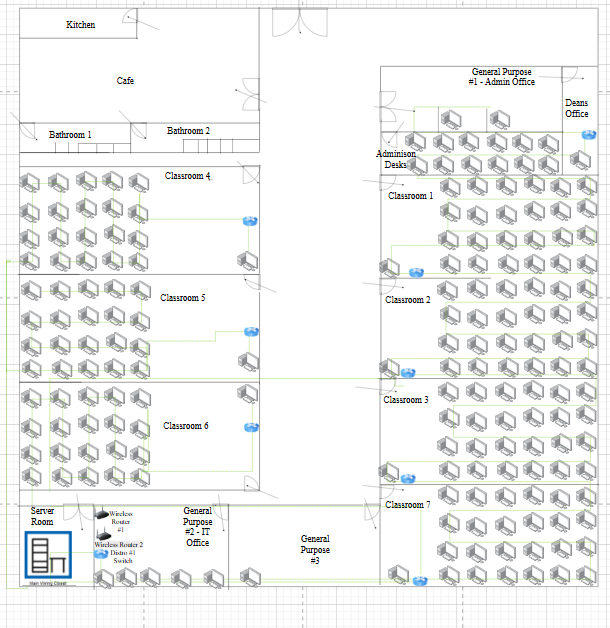 Kitchen
Cafe
Bathroom 1
Bathroom 2
General Purpose
#1 - Admin Office
Deans
Office
Adminison
Desks
Classroom 4
Classroom 1
Classroom 5
Classroom 2
Classroom 6
Classroom 3
Classroom 7
Server
Room
Wireless
Router
#1
Wireless Router 2
Distro #1
Switch
General
Purpose
#2 - IT
Office
General
Purpose
#3
Main Wiring Closet